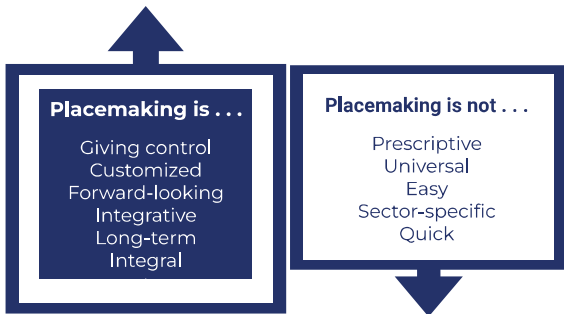 Placemaking is . . .
Giving control
Customized
Forward-looking
Integrative
Long-term
Integral
Placemaking is not . . .
Prescriptive
Universal
Easy
Sector-specific
Quick